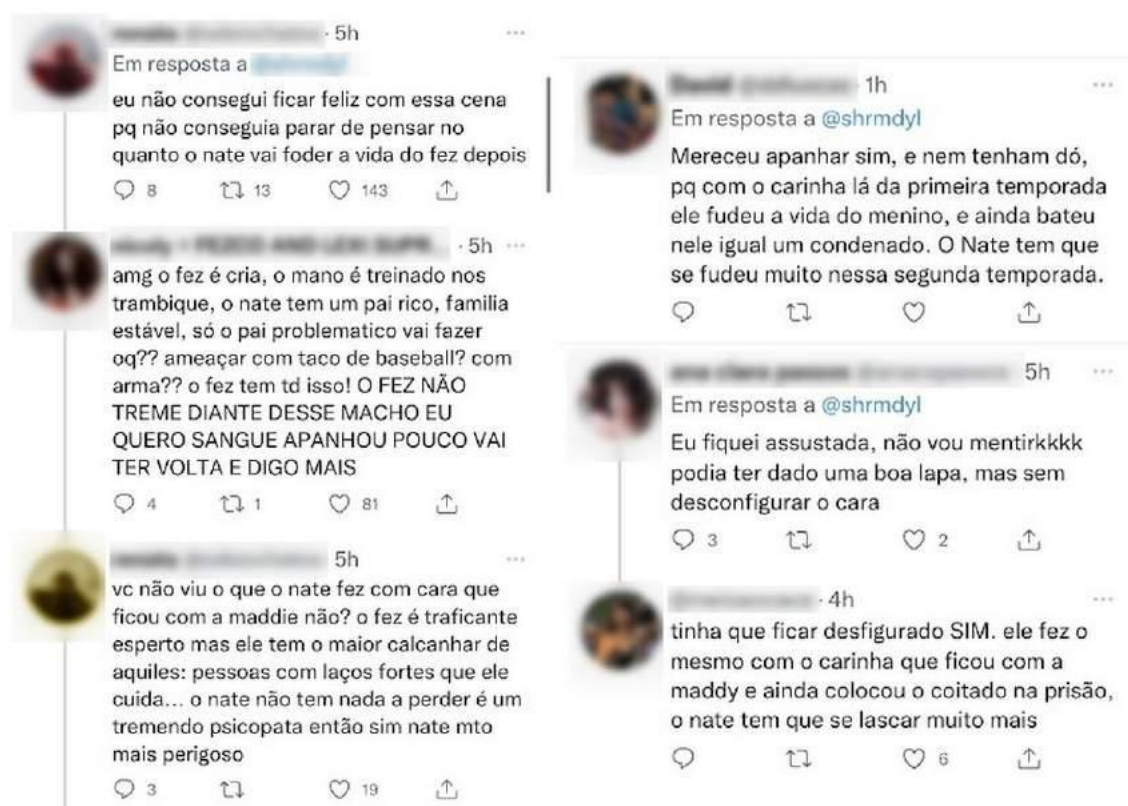 5h
Em resposta a
eu não consegui ficar feliz com essa cena
pq não conseguia parar de pensar no
quanto o nate vai foder a vida do fez depois
8 13 143
5h
amg o fez é cria, o mano é treinado nos
trambique, o nate tem um pai rico, familia
estável, só o pai problematico vai fazer
oq?? ameaçar com taco de baseball? com
arma?? o fez tem td isso! O FEZ NÃO
TREME DIANTE DESSE MACHO EU
QUERO SANGUE APANHOU POUCO VAI
TER VOLTA E DIGO MAIS
4 1 81
5h
vc não viu o que o nate fez com cara que
ficou com a maddie não? o fez é traficante
esperto mas ele tem o maior calcanhar de
aquiles: pessoas com laços fortes que ele
cuida... o nate não tem nada a perder é um
tremendo psicopata então sim nate mto
mais perigoso
3 19
1h
Em resposta a @shrmdyl
Mereceu apanhar sim, e nem tenham dó,
pq com o carinha lá da primeira temporada
ele fudeu a vida do menino, e ainda bateu
nele igual um condenado. O Nate tem que
se fudeu muito nessa segunda temporada.
5h
Em resposta a @shrmdyl
Eu fiquei assustada, não vou mentirkkkk
podia ter dado uma boa lapa, mas sem
desconfigurar o cara
3 2
4h
tinha que ficar desfigurado SIM. ele fez o
mesmo com o carinha que ficou com a
maddy e ainda colocou o coitado na prisão,
o nate tem que se lascar muito mais
6